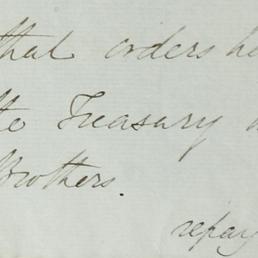 that orders
the Treasury
Brothers.
repay